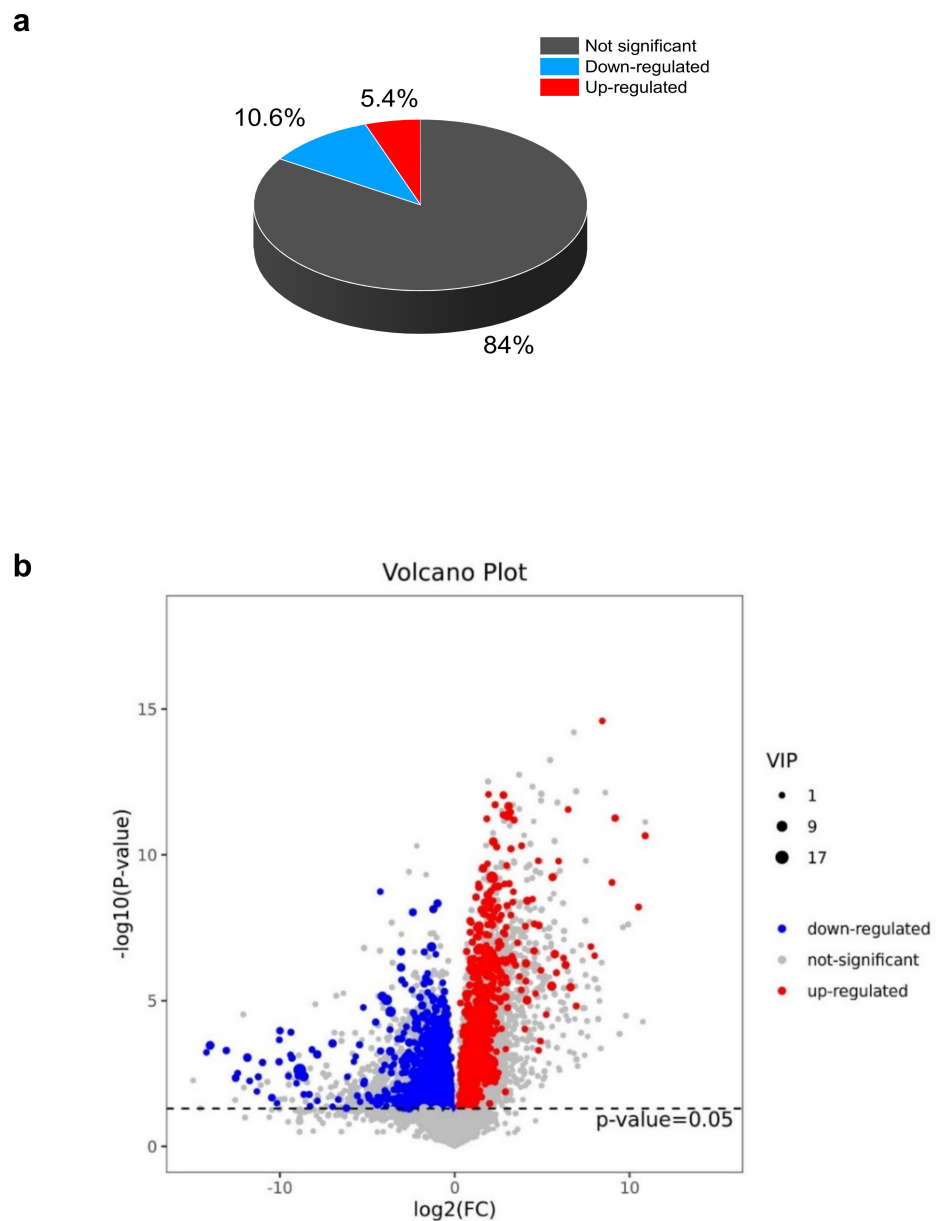 a
Not significant
Down-regulated
Up-regulated
5.4%
10.6%
84%
b
Volcano Plot
15
10
5
0
-log10(P-value)
p-value=0.05
-10
0
10
log2(FC)
VIP
1
9
17
down-regulated
not-significant
up-regulated